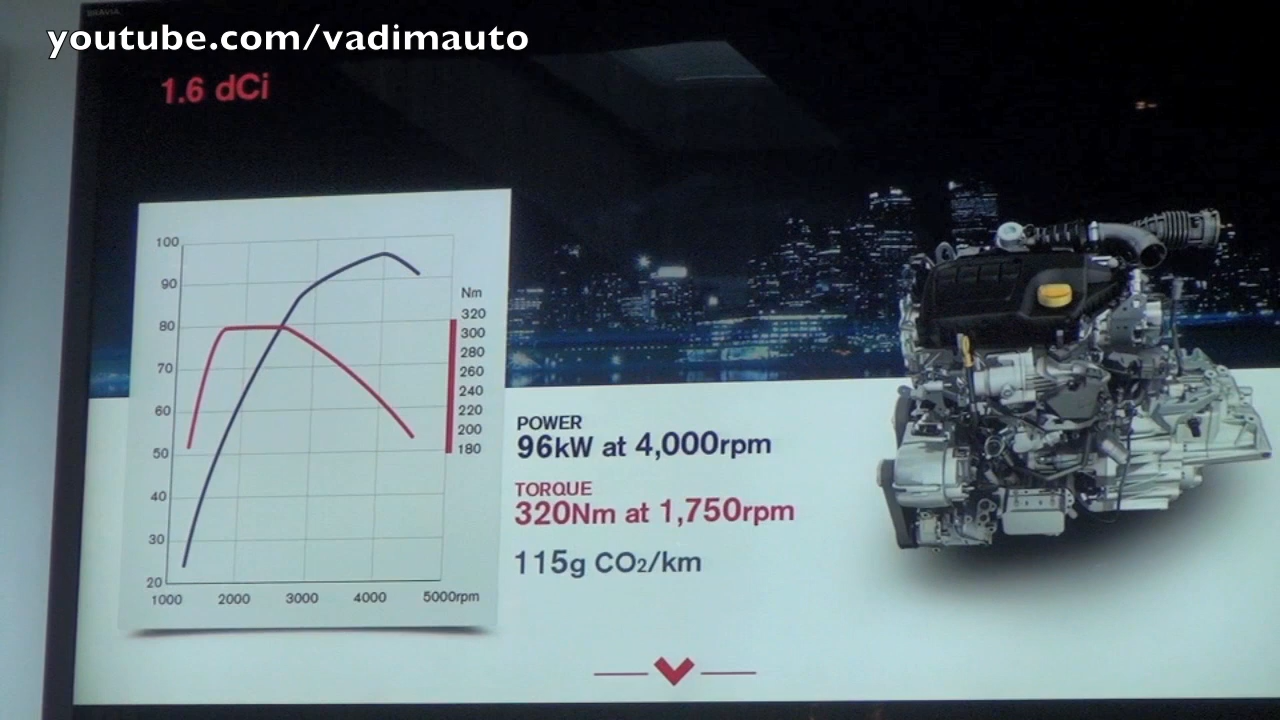 BRAVIA
youtube.com/vadimauto
1.6 dCi
100
90
80
70
60
50
40
30
20
1000 2000 3000 4000 5000rpm
Nm
320
300
280
260
240
220
200
180
POWER
96kW at 4,000rpm
TORQUE
320Nm at 1,750rpm
115g CO₂/km